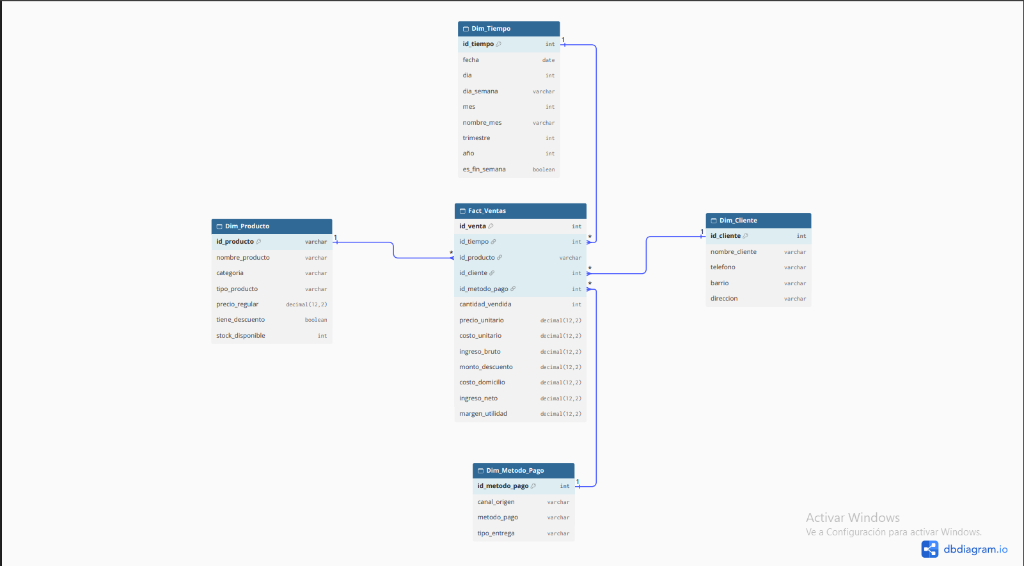 Dim_Tiempo
id_tiempo int
fecha date
dia int
dia_semana varchar
mes int
nombre_mes varchar
trimestre int
año int
es_fin_semana boolean
1
Fact_Ventas
id_venta int
id_tiempo int
id_producto varchar
id_cliente int
id_metodo_pago int
cantidad_vendida int
precio_unitario decimal(12,2)
costo_unitario decimal(12,2)
ingreso_bruto decimal(12,2)
monto_descuento decimal(12,2)
costo_domicilio decimal(12,2)
ingreso_neto decimal(12,2)
margen_utilidad decimal(12,2)
*
*
*
*
Dim_Producto
id_producto varchar
nombre_producto varchar
categoria varchar
tipo_producto varchar
precio_regular decimal(12,2)
tiene_descuento boolean
stock_disponible int
1
Dim_Cliente
id_cliente int
nombre_cliente varchar
telefono varchar
barrio varchar
direccion varchar
1
Dim_Metodo_Pago
id_metodo_pago int
canal_origen varchar
metodo_pago varchar
tipo_entrega varchar
1
Activar Windows
Ve a Configuración para activar Windows.
dbdiagram.io